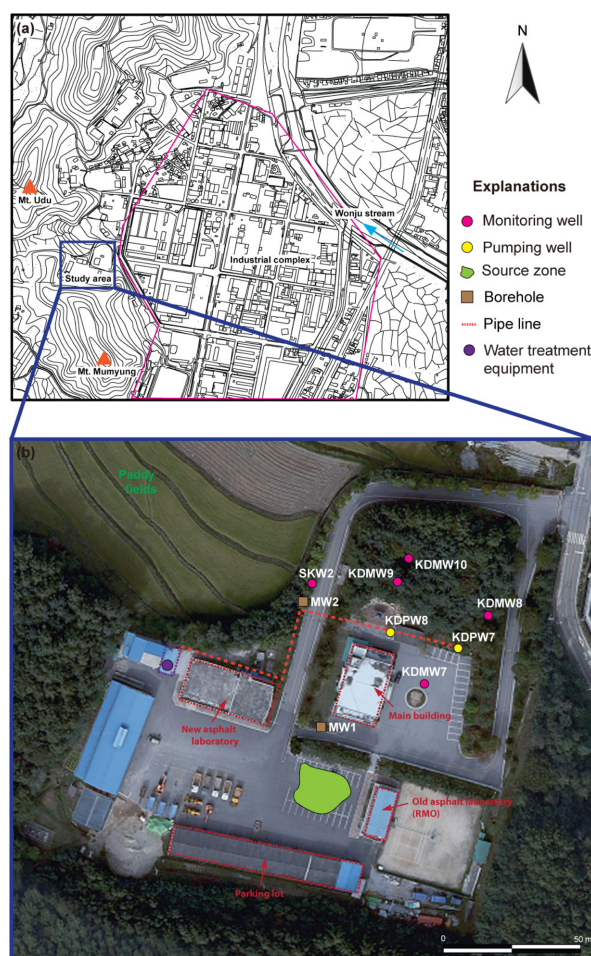 (a)
N
Mt. Udu
Wonju stream
Industrial complex
Study area
Mt. Mumyung
Explanations
Monitoring well
Pumping well
Source zone
Borehole
Pipe line
Water treatment
equipment
(b)
Paddy
fields
KDMW10
SKW2
KDMW9
MW2
KDMW8
KDPW8
KDPW7
KDMW7
Main building
New asphalt
laboratory
MW1
Old asphalt laboratory
(RMO)
Parking lot
0
50 m